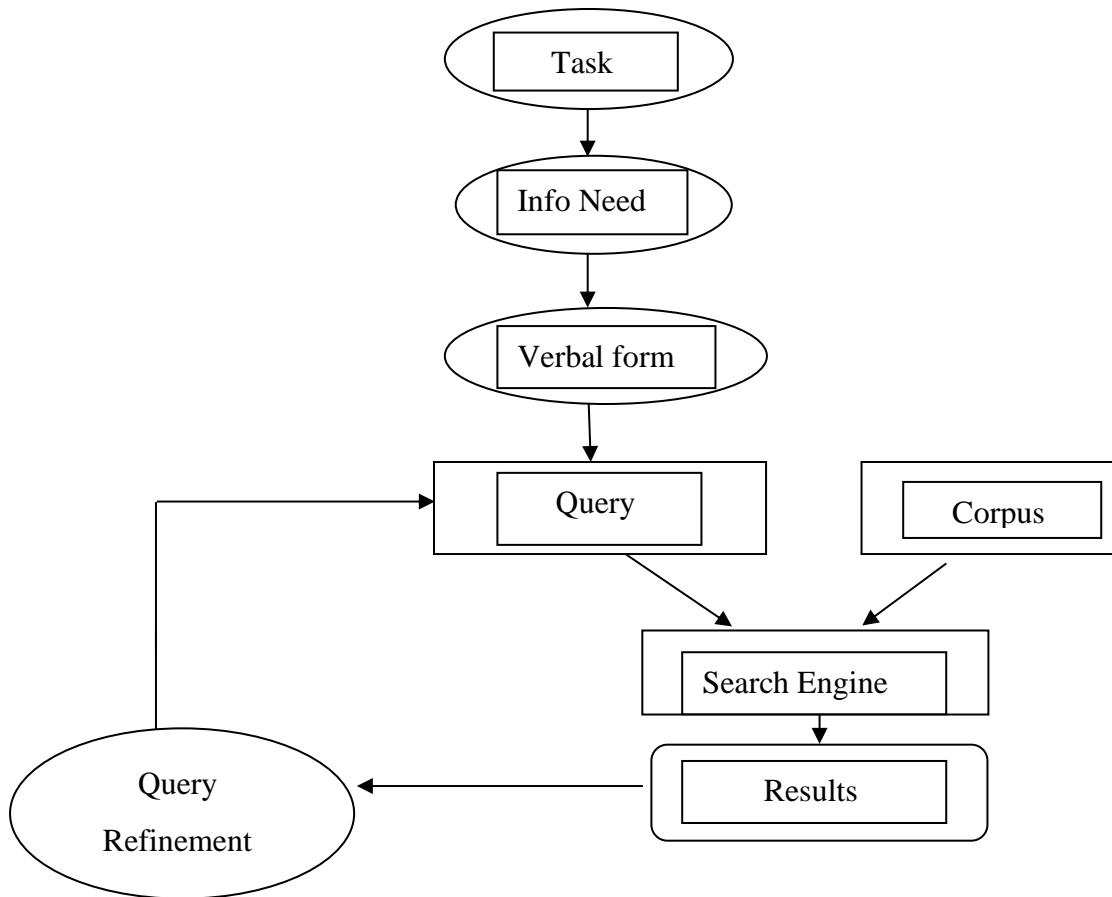 Task
Info Need
Verbal form
Query
Corpus
Search Engine
Results
Query
Refinement